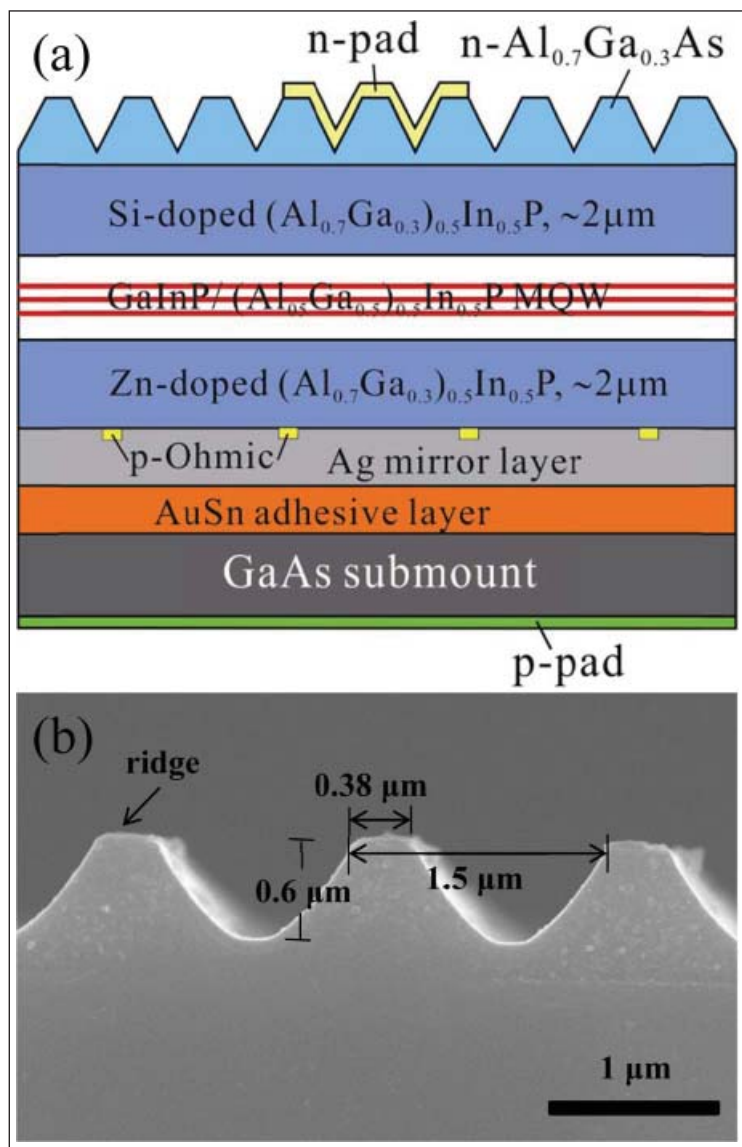 (a)
n-pad
n-Al₀.₇Ga₀.₃As
Si-doped (Al₀.₇Ga₀.₃)₀.₅In₀.₅P, ~2μm
GaInP/ (Al₀₅Ga₀.₅)₀.₅In₀.₅P MQW
Zn-doped (Al₀.₇Ga₀.₃)₀.₅In₀.₅P, ~2μm
p-Ohmic
Ag mirror layer
AuSn adhesive layer
GaAs submount
p-pad
(b)
ridge
0.38 μm
0.6 μm
1.5 μm
1 μm